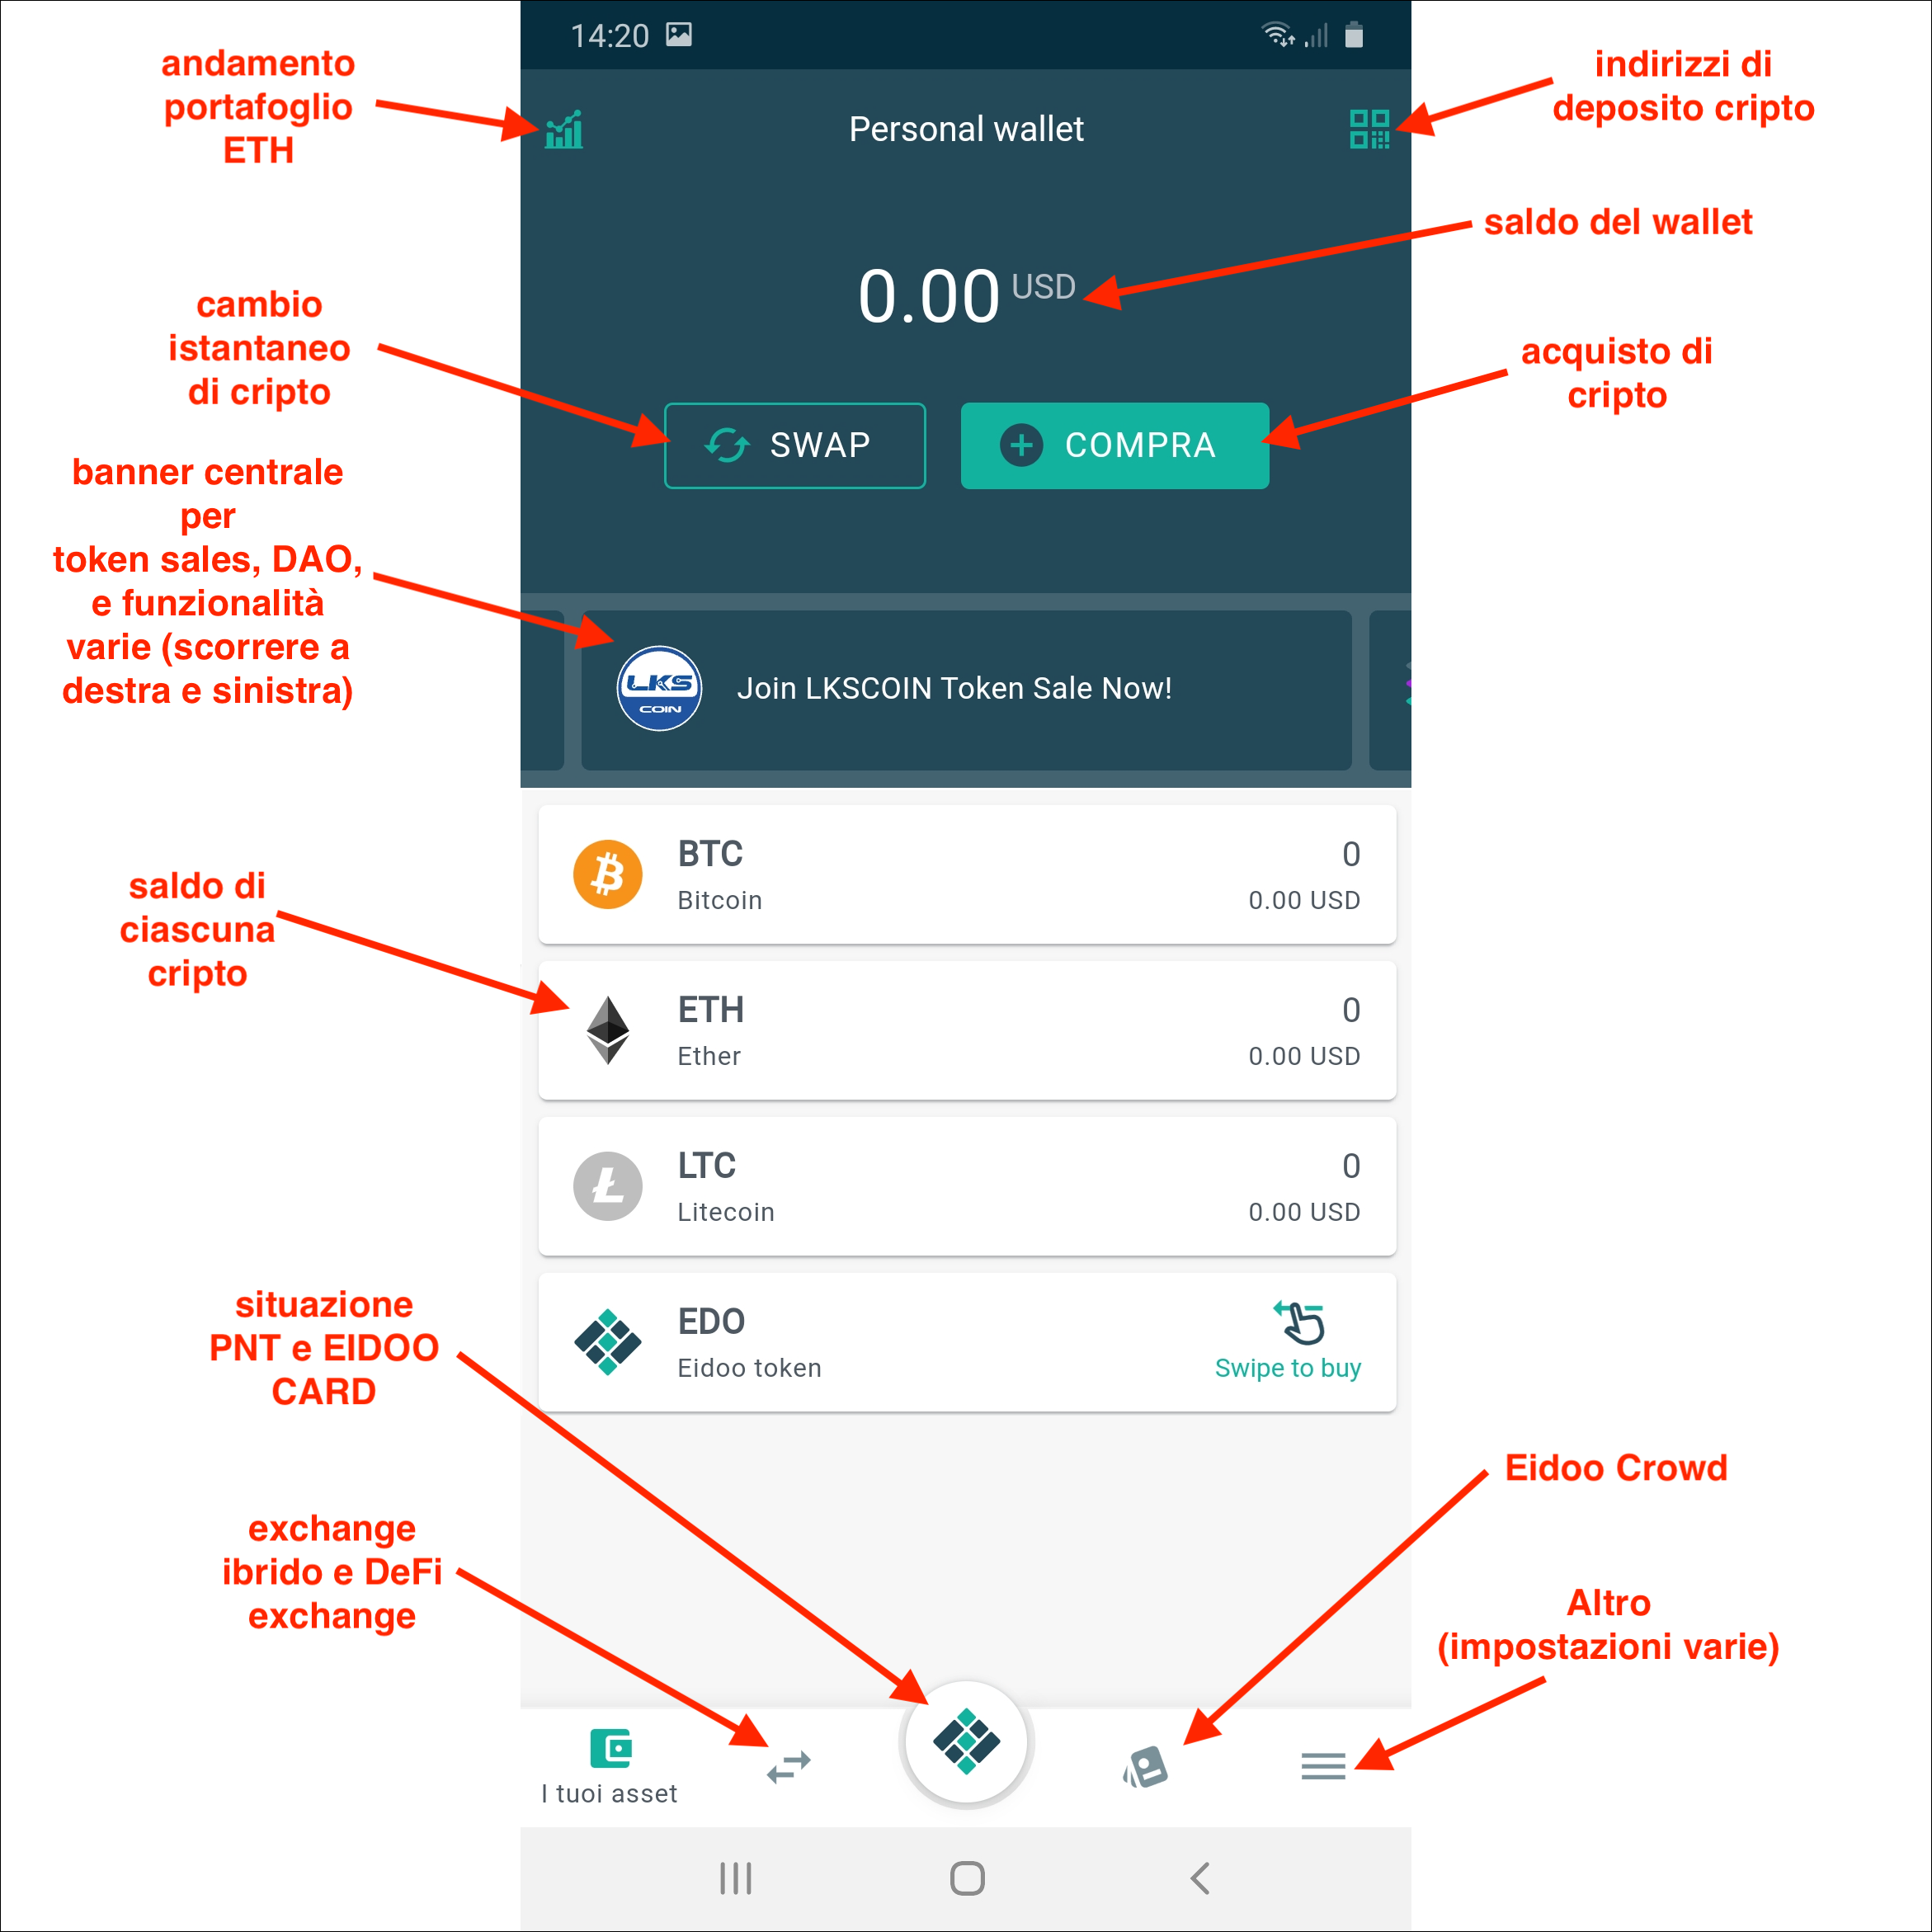 14:20
andamento
portafoglio
ETH
Personal wallet
indirizzi di
deposito cripto
saldo del wallet
0.00 USD
cambio
istantaneo
di cripto
acquisto di
cripto
SWAP
COMPRA
banner centrale
per
token sales, DAO,
e funzionalità
varie (scorrere a
destra e sinistra)
LKS
COIN
Join LKSCOIN Token Sale Now!
BTC 0
Bitcoin 0.00 USD
saldo di
ciascuna
cripto
ETH 0
Ether 0.00 USD
LTC 0
Litecoin 0.00 USD
situazione
PNT e EIDOO
CARD
EDO
Eidoo token Swipe to buy
Eidoo Crowd
exchange
ibrido e DeFi
exchange
Altro
(impostazioni varie)
I tuoi asset